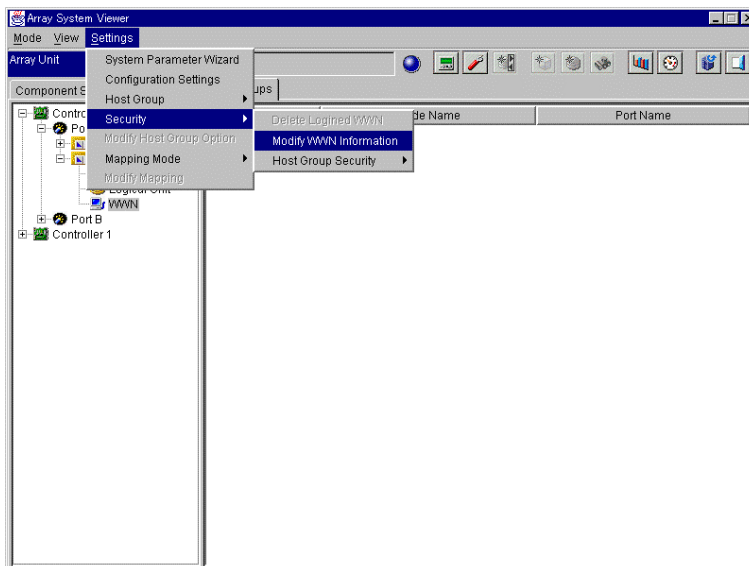 Array System Viewer
Mode View Settings
Array Unit
System Parameter Wizard
Configuration Settings
Host Group
Security
Modify Host Group Option
Mapping Mode
Modify Mapping
Delete Logined WWN
Modify WWN Information
Host Group Security
Component S
ups
de Name
Port Name
Contro
Po
Logical Unit
WWN
Port B
Controller 1